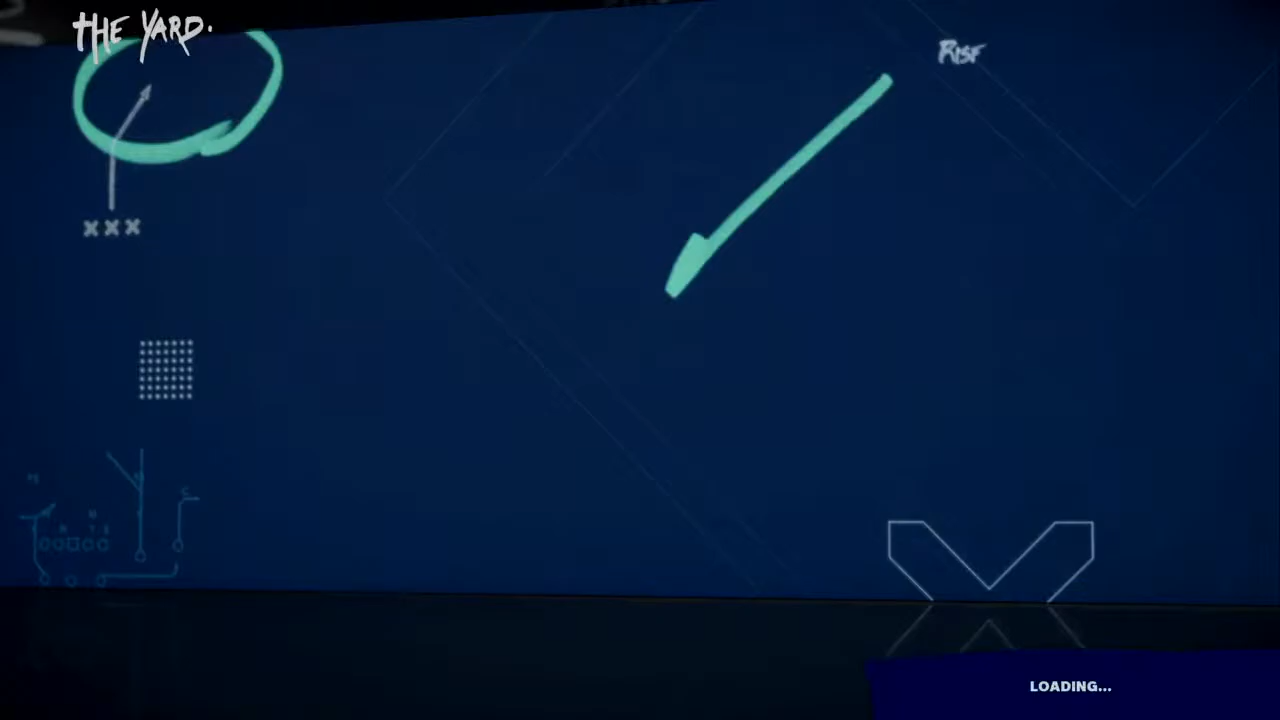 THE YARD.
RISE
x x x
LOADING...